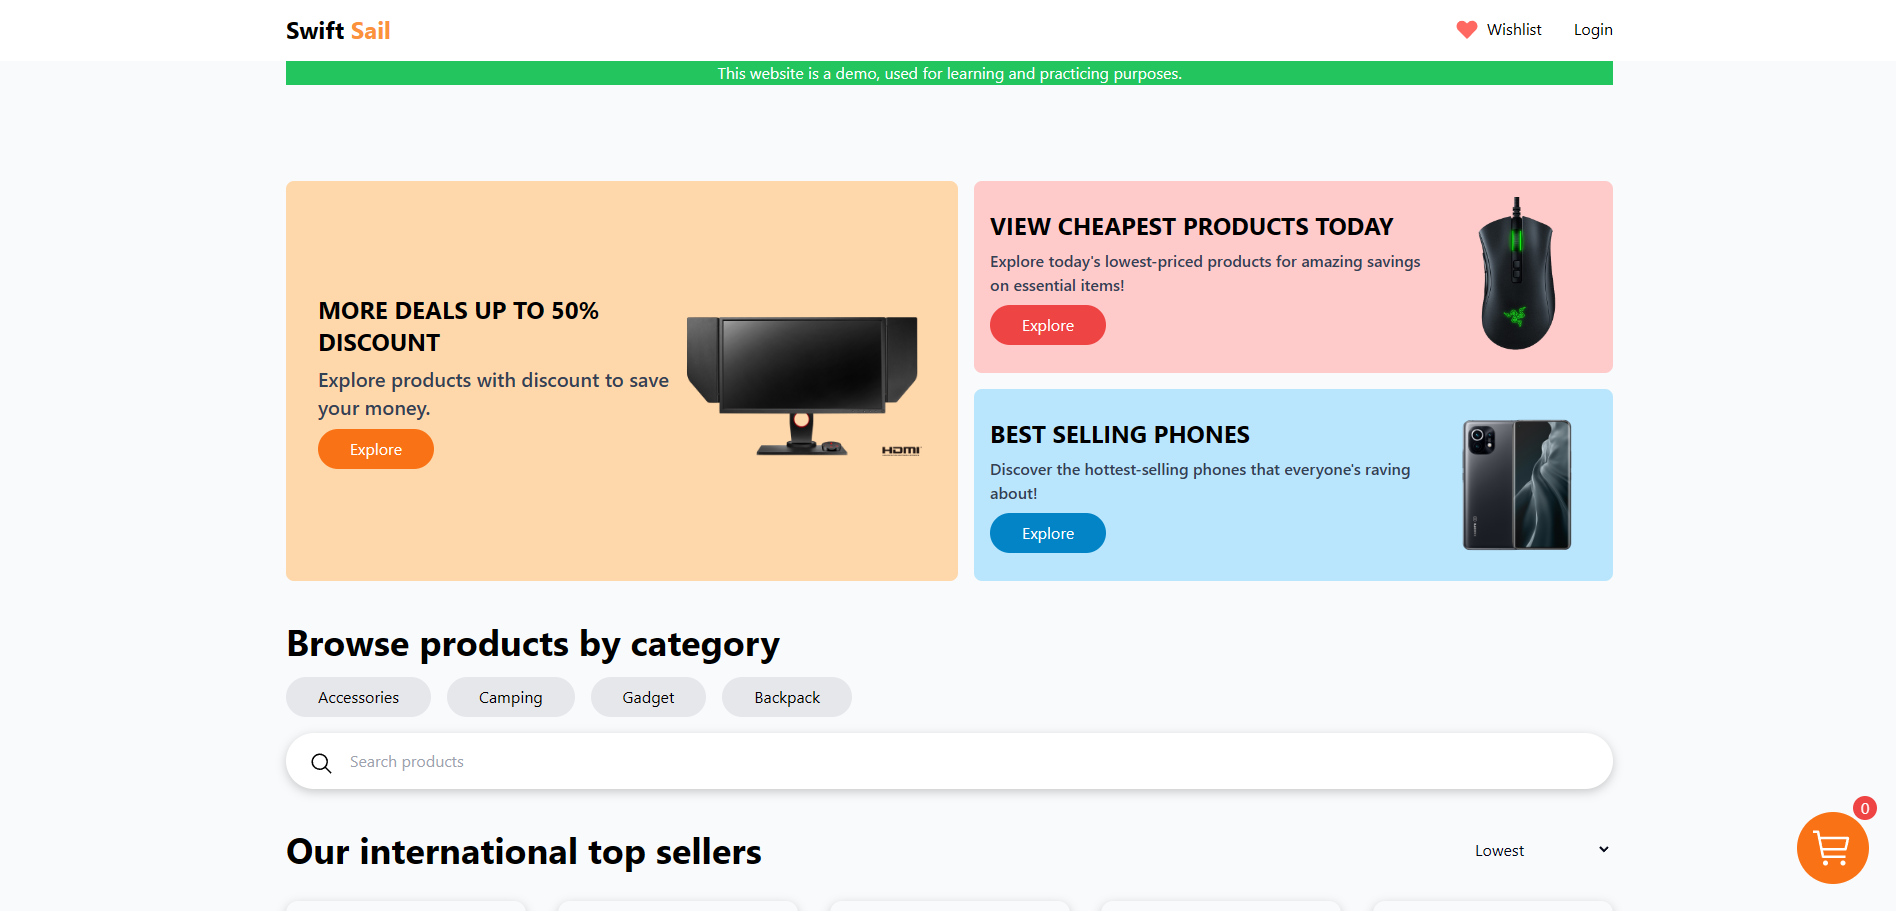 Swift Sail
Wishlist
Login
This website is a demo, used for learning and practicing purposes.
MORE DEALS UP TO 50%
DISCOUNT
Explore products with discount to save
your money.
Explore
HDMI
VIEW CHEAPEST PRODUCTS TODAY
Explore today's lowest-priced products for amazing savings
on essential items!
Explore
BEST SELLING PHONES
Discover the hottest-selling phones that everyone's raving
about!
Explore
Browse products by category
Accessories
Camping
Gadget
Backpack
Search products
Our international top sellers
Lowest
0